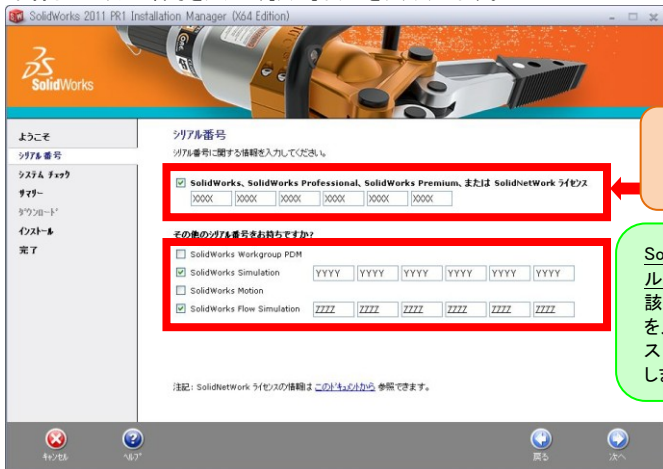 SolidWorks 2011 PR1 Installation Manager (X64 Edition)
SolidWorks
ようこそ
シリアル番号
システム チェック
サマリー
ダウンロード
インストール
完了
シリアル番号
シリアル番号に関する情報を入力してください。
SolidWorks、SolidWorks Professional、SolidWorks Premium、または SolidNetWork ライセンス
XXXX XXXX XXXX XXXX XXXX XXXX
その他のシリアル番号をお持ちですか?
SolidWorks Workgroup PDM
SolidWorks Simulation YYYY YYYY YYYY YYYY YYYY YYYY
SolidWorks Motion
SolidWorks Flow Simulation ZZZZ ZZZZ ZZZZ ZZZZ ZZZZ ZZZZ
注記: SolidNetWork ライセンスの情報は このドキュメントから 参照できます。
So
ル
該
を
ス
しま
キャンセル
ヘルプ
戻る
次へ